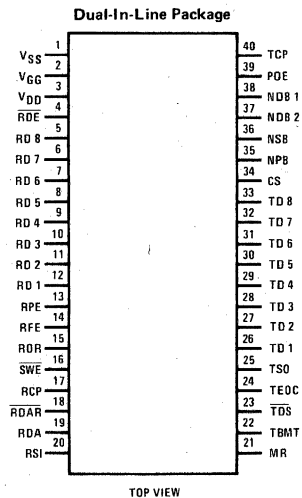 Dual-In-Line Package
VSS 1 40 TCP
VGG 2 39 POE
VDD 3 38 NDB 1
R̅D̅E̅ 4 37 NDB 2
RD 8 5 36 NSB
RD 7 6 35 NPB
RD 6 7 34 CS
RD 5 8 33 TD 8
RD 4 9 32 TD 7
RD 3 10 31 TD 6
RD 2 11 30 TD 5
RD 1 12 29 TD 4
RPE 13 28 TD 3
RFE 14 27 TD 2
ROR 15 26 TD 1
S̅W̅E̅ 16 25 TSO
RCP 17 24 TEOC
R̅D̅A̅R̅ 18 23 T̅D̅S̅
RDA 19 22 TBMT
RSI 20 21 MR
TOP VIEW